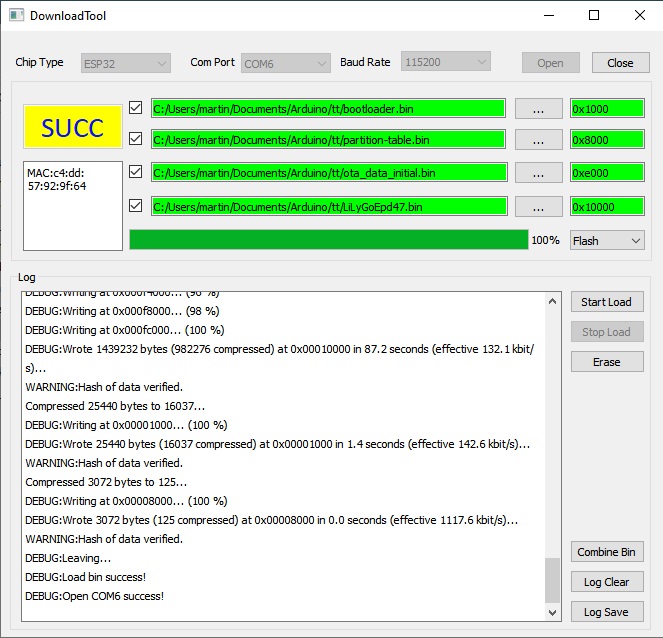 DownloadTool
Chip Type ESP32 Com Port COM6 Baud Rate 115200 Open Close
SUCC
C:/Users/martin/Documents/Arduino/tt/bootloader.bin ... 0x1000
C:/Users/martin/Documents/Arduino/tt/partition-table.bin ... 0x8000
MAC:c4:dd:
57:92:9f:64
C:/Users/martin/Documents/Arduino/tt/ota_data_initial.bin ... 0xe000
C:/Users/martin/Documents/Arduino/tt/LiLyGoEpd47.bin ... 0x10000
100% Flash
Log
DEBUG:Writing at 0x000f4000... (96 %)
DEBUG:Writing at 0x000f8000... (98 %)
DEBUG:Writing at 0x000fc000... (100 %)
DEBUG:Wrote 1439232 bytes (982276 compressed) at 0x00010000 in 87.2 seconds (effective 132.1 kbit/
s)...
WARNING:Hash of data verified.
Compressed 25440 bytes to 16037...
DEBUG:Writing at 0x00001000... (100 %)
DEBUG:Wrote 25440 bytes (16037 compressed) at 0x00001000 in 1.4 seconds (effective 142.6 kbit/s)...
WARNING:Hash of data verified.
Compressed 3072 bytes to 125...
DEBUG:Writing at 0x00008000... (100 %)
DEBUG:Wrote 3072 bytes (125 compressed) at 0x00008000 in 0.0 seconds (effective 1117.6 kbit/s)...
WARNING:Hash of data verified.
DEBUG:Leaving...
DEBUG:Load bin success!
DEBUG:Open COM6 success!
Start Load
Stop Load
Erase
Combine Bin
Log Clear
Log Save